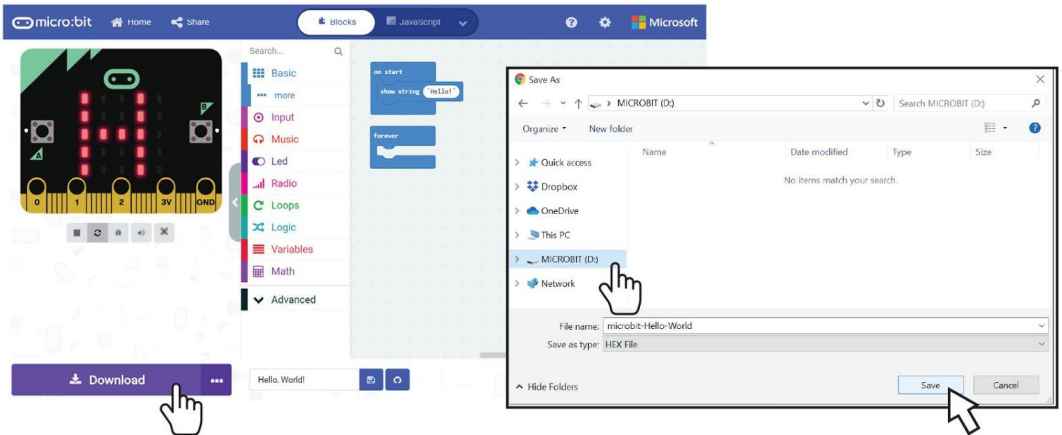 micro:bit Home Share Blocks JavaScript Microsoft
Search...
Basic
more
Input
Music
Led
Radio
Loops
Logic
Variables
Math
Advanced
on start
show string "Hello!"
forever
A
B
0 1 2 3V GND
Download
Hello, World!
Save As
MICROBIT (D:)
Search MICROBIT (D:)
Organize New folder
Name Date modified Type Size
No items match your search.
Quick access
Dropbox
OneDrive
This PC
MICROBIT (D:)
Network
File name: microbit-Hello-World
Save as type: HEX File
Hide Folders
Save Cancel